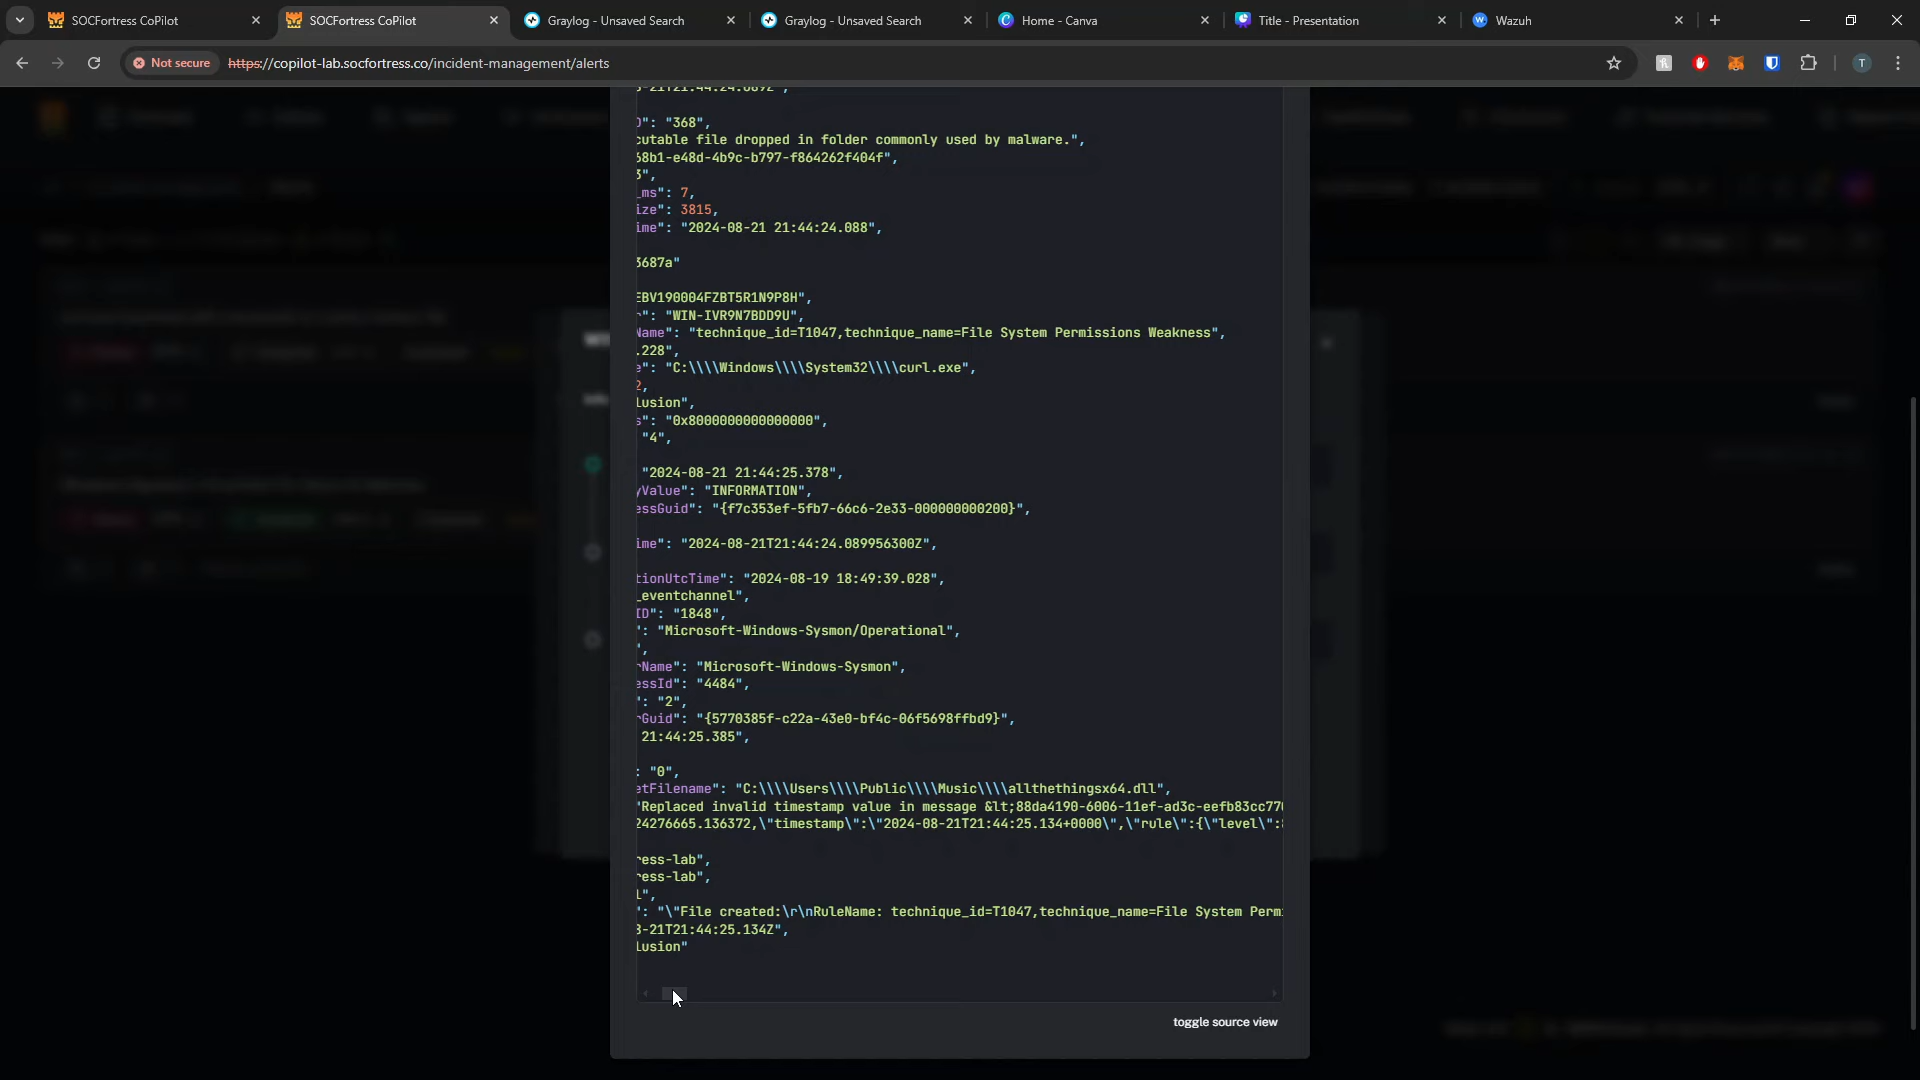 SOCFortress CoPilot
SOCFortress CoPilot
Graylog - Unsaved Search
Graylog - Unsaved Search
Home - Canva
Title - Presentation
Wazuh
Not secure
https://copilot-lab.socfortress.co/incident-management/alerts
T
": "368",
cutable file dropped in folder commonly used by malware.",
68b1-e48d-4b9c-b797-f864262f404f",
3",
_ms": 7,
ize": 3815,
ime": "2024-08-21 21:44:24.088",
3687a"
EBV190004FZBT5R1N9P8H",
": "WIN-IVR9N7BDD9U",
Name": "technique_id=T1047,technique_name=File System Permissions Weakness",
.228",
e": "C:\\\\Windows\\\\System32\\\\curl.exe",
2,
lusion",
s": "0x8000000000000000",
"4",
"2024-08-21 21:44:25.378",
yValue": "INFORMATION",
essGuid": "{f7c353ef-5fb7-66c6-2e33-000000000200}",
ime": "2024-08-21T21:44:24.089956300Z",
tionUtcTime": "2024-08-19 18:49:39.028",
_eventchannel",
ID": "1848",
": "Microsoft-Windows-Sysmon/Operational",
",
rName": "Microsoft-Windows-Sysmon",
essId": "4484",
": "2",
rGuid": "{5770385f-c22a-43e0-bf4c-06f5698ffbd9}",
21:44:25.385",
: "0",
etFilename": "C:\\\\Users\\\\Public\\\\Music\\\\allthethingsx64.dll",
"Replaced invalid timestamp value in message &lt;88da4190-6006-11ef-ad3c-eefb83cc77
24276665.136372,\"timestamp\":\"2024-08-21T21:44:25.134+0000\",\"rule\":{\"level\":
ress-lab",
ress-lab",
",
": "\"File created:\r\nRuleName: technique_id=T1047,technique_name=File System Perm
-21T21:44:25.134Z",
lusion"
toggle source view